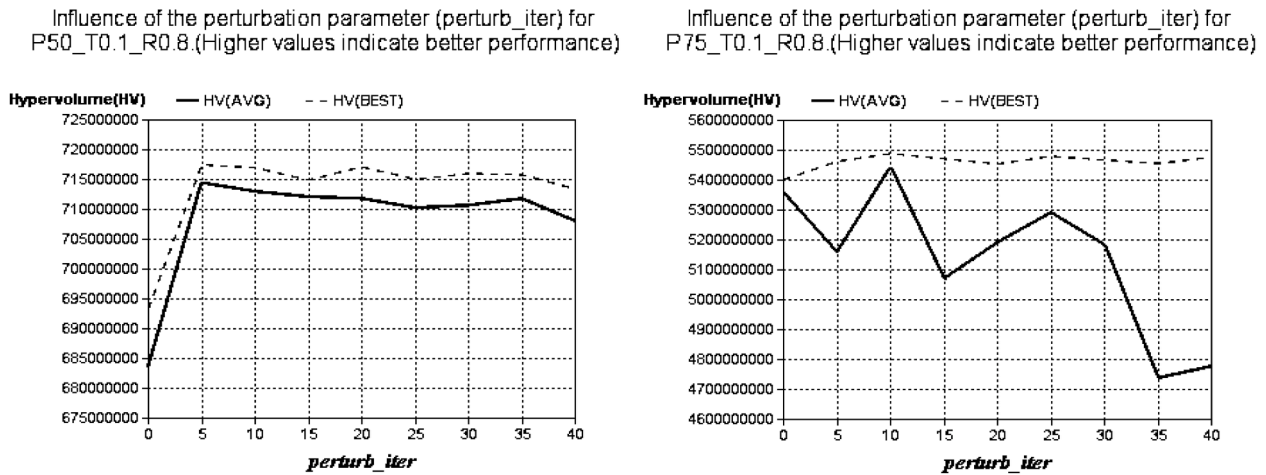 Influence of the perturbation parameter (perturb_iter) for
P50_T0.1_R0.8.(Higher values indicate better performance)
Hypervolume(HV) HV(AVG) HV(BEST)
725000000
720000000
715000000
710000000
705000000
700000000
695000000
690000000
685000000
680000000
675000000
0 5 10 15 20 25 30 35 40
perturb_iter
Influence of the perturbation parameter (perturb_iter) for
P75_T0.1_R0.8.(Higher values indicate better performance)
Hypervolume(HV) HV(AVG) HV(BEST)
5600000000
5500000000
5400000000
5300000000
5200000000
5100000000
5000000000
4900000000
4800000000
4700000000
4600000000
0 5 10 15 20 25 30 35 40
perturb_iter